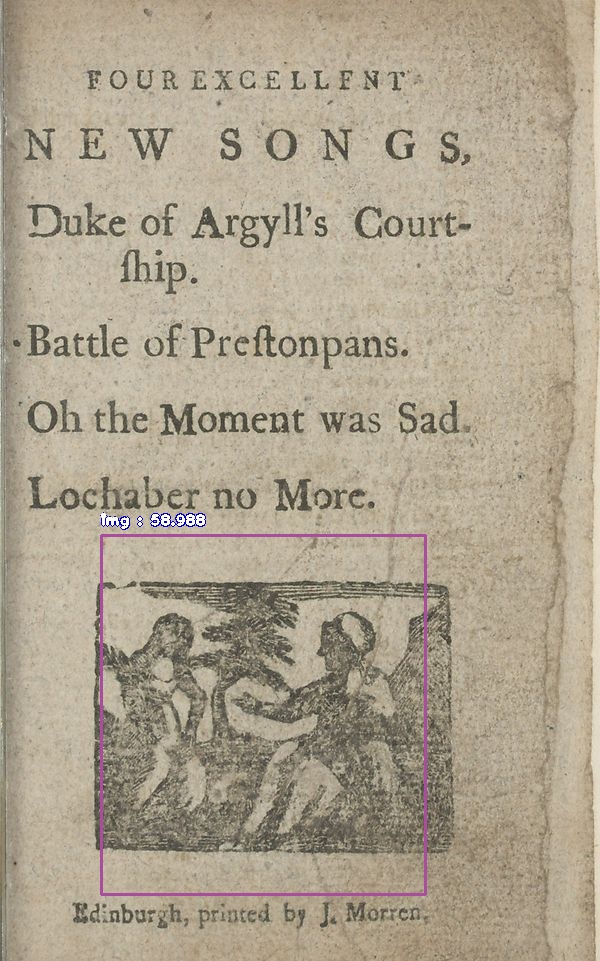 FOUR EXCELLENT
NEW SONGS,
Duke of Argyll's Court-
ſhip.
Battle of Preſtonpans.
Oh the Moment was Sad.
Lochaber no More.
img : 58.988
Edinburgh, printed by J. Morren.